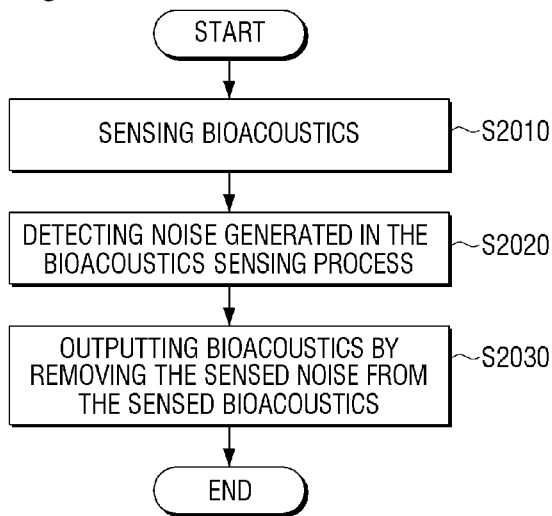 START
SENSING BIOACOUSTICS
S2010
DETECTING NOISE GENERATED IN THE
BIOACOUSTICS SENSING PROCESS
S2020
OUTPUTTING BIOACOUSTICS BY
REMOVING THE SENSED NOISE FROM
THE SENSED BIOACOUSTICS
S2030
END